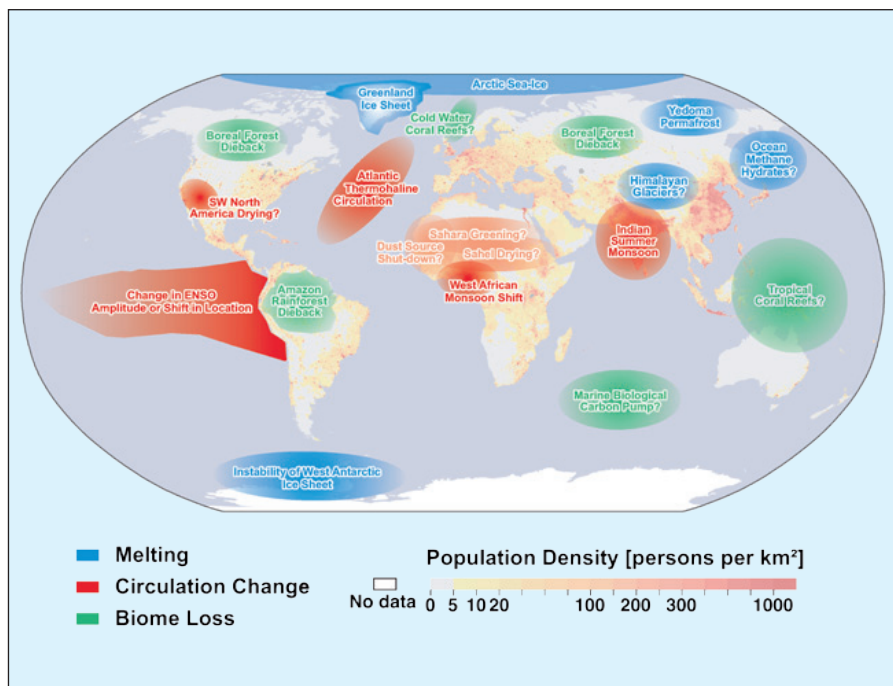 Arctic Sea-Ice
Greenland
Ice Sheet
Yedoma
Permafrost
Cold Water
Coral Reefs?
Boreal Forest
Dieback
Boreal Forest
Dieback
Ocean
Methane
Hydrates?
Atlantic
Thermohaline
Circulation
Himalayan
Glaciers?
SW North
America Drying?
Sahara Greening?
Dust Source
Shut-down?
Sahel Drying?
Indian
Summer
Monsoon
West African
Monsoon Shift
Change in ENSO
Amplitude or Shift in Location
Amazon
Rainforest
Dieback
Tropical
Coral Reefs?
Marine Biological
Carbon Pump?
Instability of West Antarctic
Ice Sheet
Melting
Circulation Change
Biome Loss
Population Density [persons per km²]
No data
0 5 10 20 100 200 300 1000